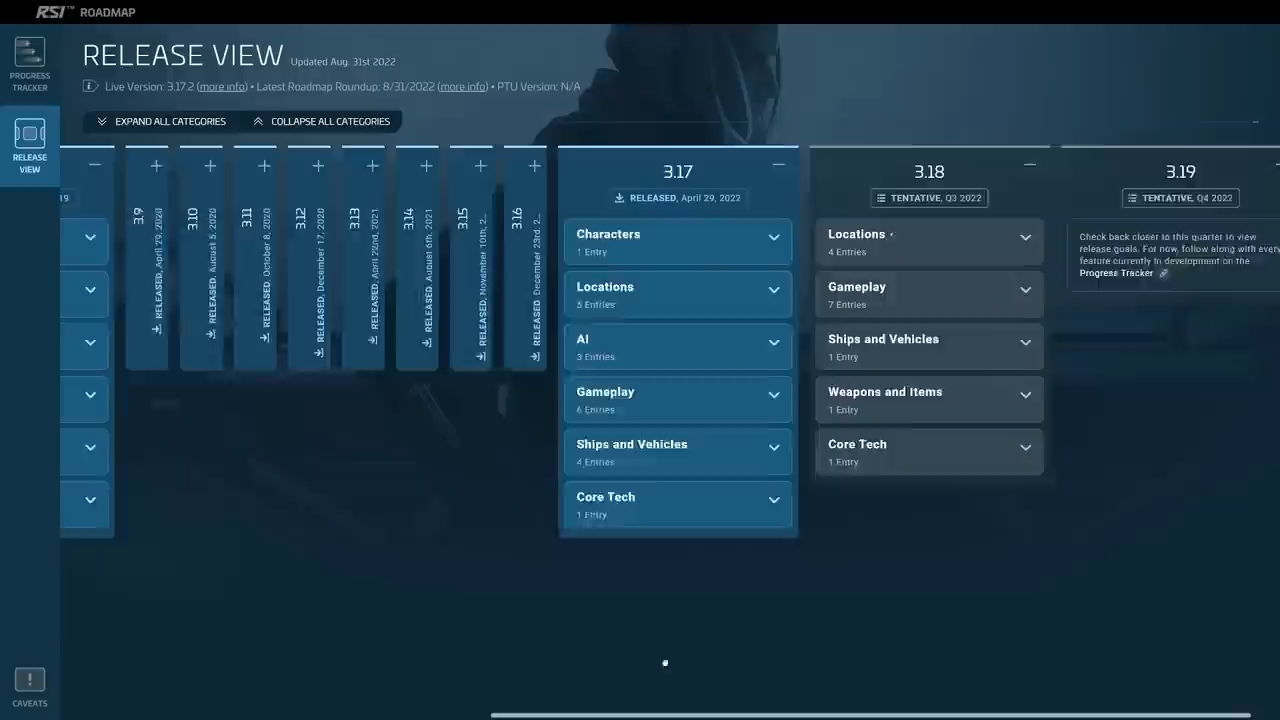 RSI™ ROADMAP
PROGRESS
TRACKER
RELEASE
VIEW
CAVEATS
RELEASE VIEW Updated Aug. 31st 2022
Live Version: 3.17.2 (more info) • Latest Roadmap Roundup: 8/31/2022 (more info) • PTU Version: N/A
EXPAND ALL CATEGORIES
COLLAPSE ALL CATEGORIES
19
3.9
RELEASED, April 29, 2020
3.10
RELEASED, August 5, 2020
3.11
RELEASED, October 8, 2020
3.12
RELEASED, December 17, 2020
3.13
RELEASED, April 22nd, 2021
3.14
RELEASED, August 6th, 2021
3.15
RELEASED, November 10th, 2...
3.16
RELEASED, December 23rd, 2...
3.17
RELEASED, April 29, 2022
Characters
1 Entry
Locations
5 Entries
AI
3 Entries
Gameplay
6 Entries
Ships and Vehicles
4 Entries
Core Tech
1 Entry
3.18
TENTATIVE, Q3 2022
Locations
4 Entries
Gameplay
7 Entries
Ships and Vehicles
1 Entry
Weapons and Items
1 Entry
Core Tech
1 Entry
3.19
TENTATIVE, Q4 2022
Check back closer to this quarter to view
release goals. For now, follow along with every
feature currently in development on the
Progress Tracker